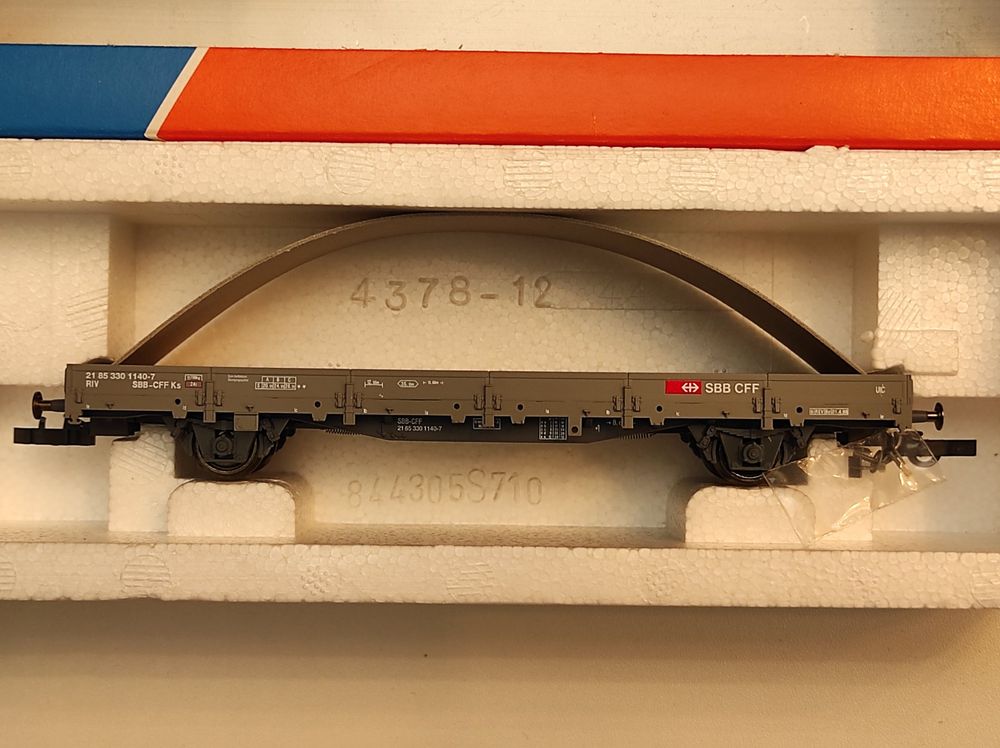 4378-12
21 85 330 1140-7
RIV SBB-CFF Ks
A B C
SBB CFF
UIC
SBB-CFF
21 85 330 1140-7
844305S710